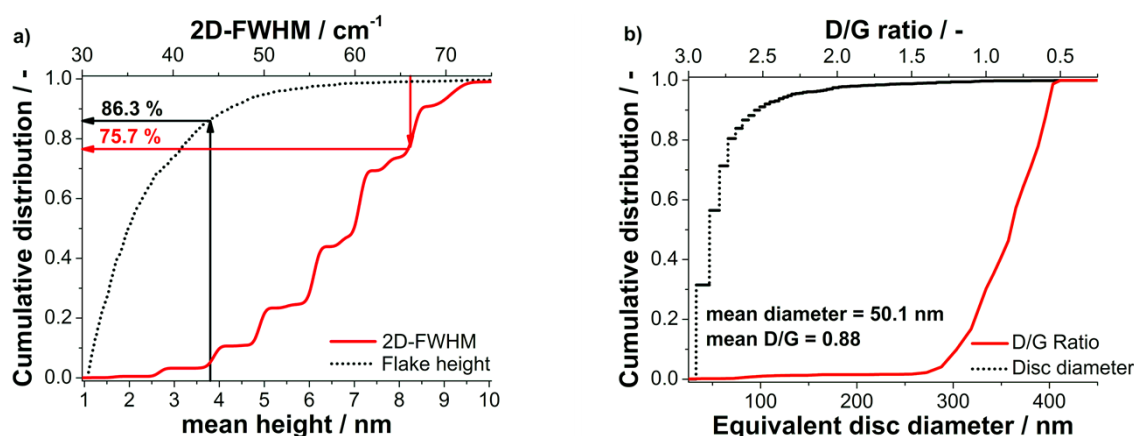 a)
2D-FWHM / cm-1
30 40 50 60 70
Cumulative distribution / -
1.0
0.8
0.6
0.4
0.2
0.0
86.3 %
75.7 %
2D-FWHM
Flake height
1 2 3 4 5 6 7 8 9 10
mean height / nm
b)
D/G ratio / -
3.0 2.5 2.0 1.5 1.0 0.5
Cumulative distribution / -
1.0
0.8
0.6
0.4
0.2
0.0
mean diameter = 50.1 nm
mean D/G = 0.88
D/G Ratio
Disc diameter
100 200 300 400
Equivalent disc diameter / nm